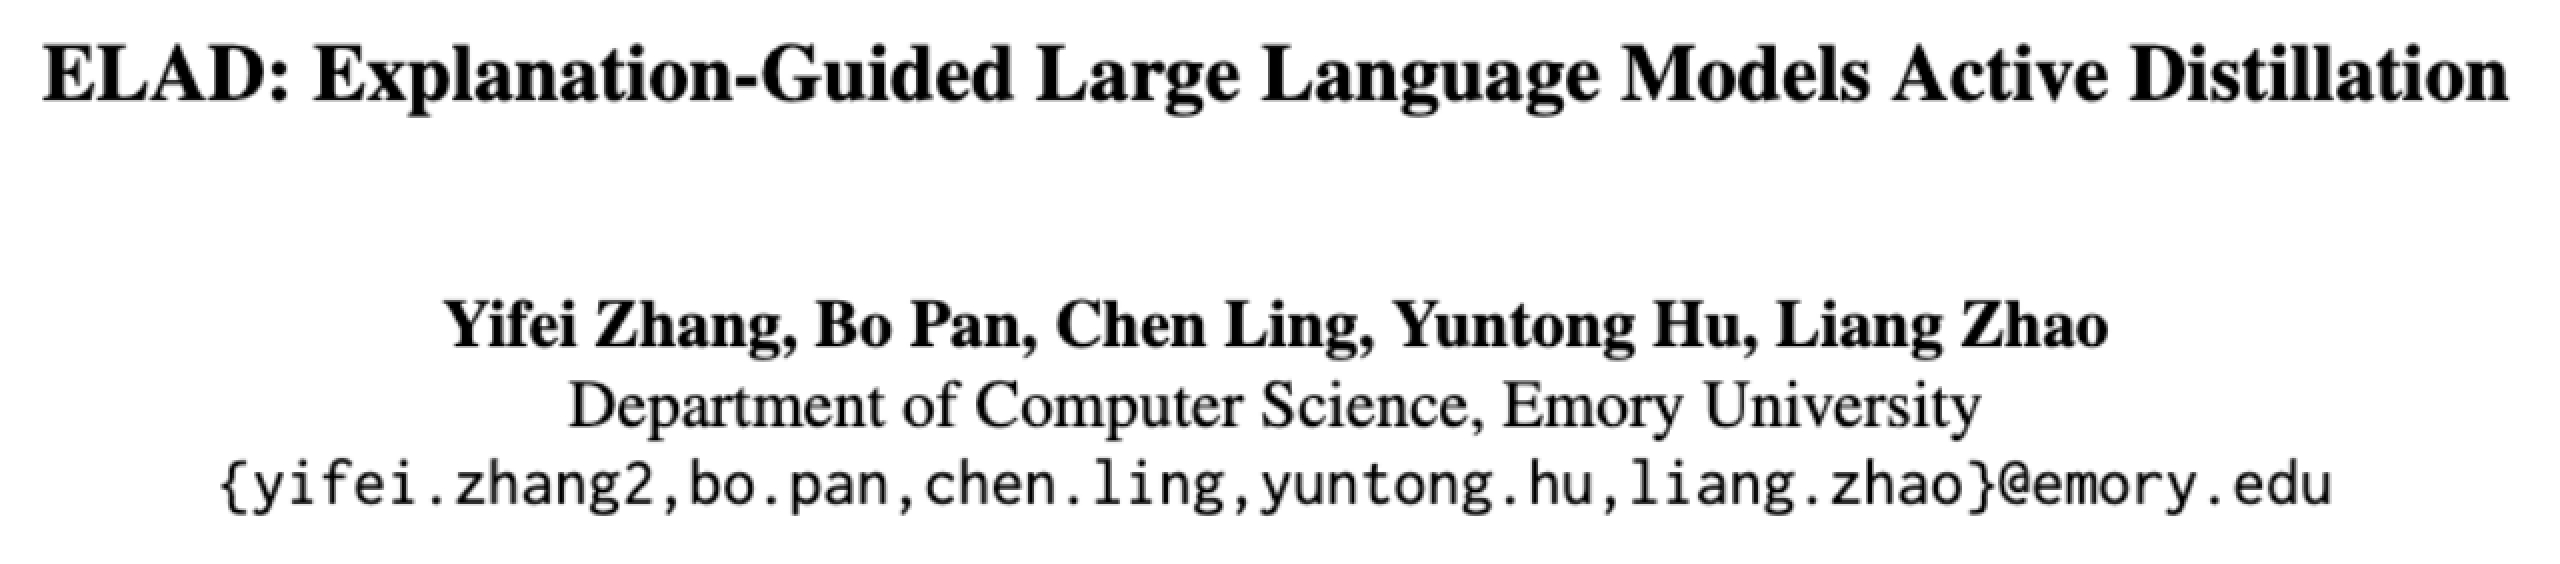 ELAD: Explanation-Guided Large Language Models Active Distillation
Yifei Zhang, Bo Pan, Chen Ling, Yuntong Hu, Liang Zhao
Department of Computer Science, Emory University
{yifei.zhang2,bo.pan,chen.ling,yuntong.hu,liang.zhao}@emory.edu